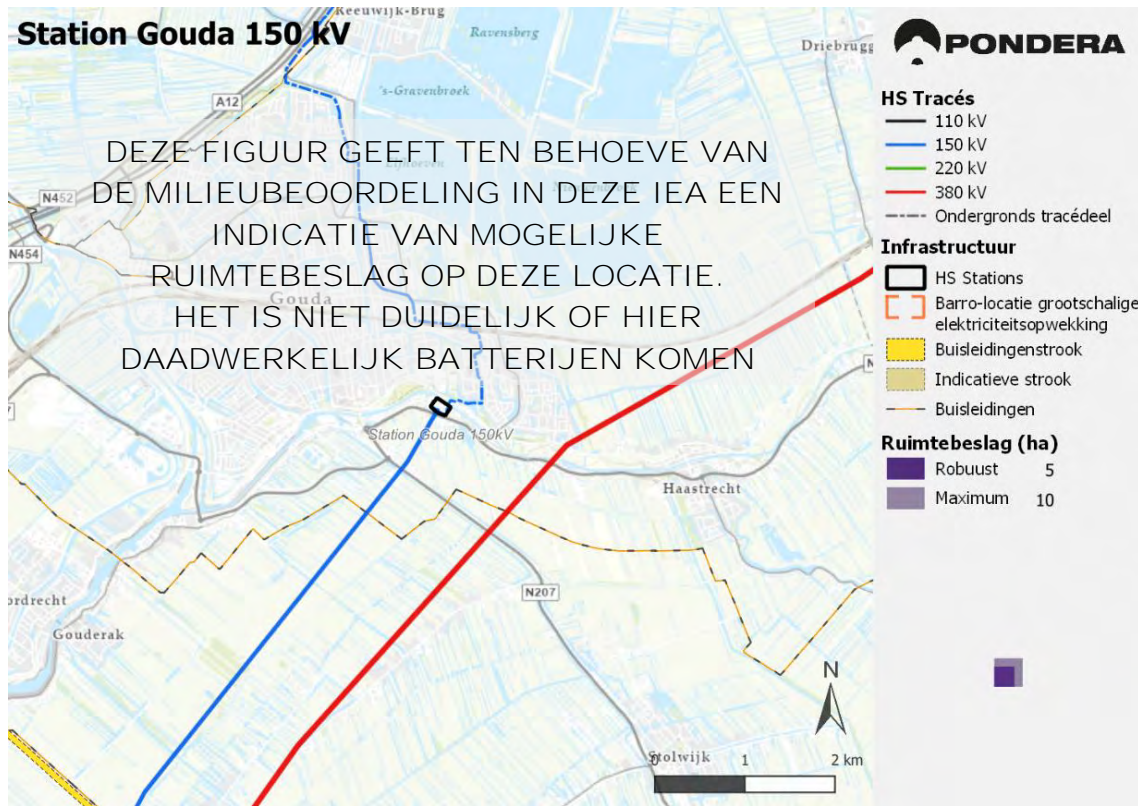 Station Gouda 150 kV
Reeuwijk-Brug
Ravensberg
Driebrugg
's-Gravenbroek
A12
DEZE FIGUUR GEEFT TEN BEHOEVE VAN
DE MILIEUBEOORDELING IN DEZE IEA EEN
INDICATIE VAN MOGELIJKE
RUIMTEBESLAG OP DEZE LOCATIE.
HET IS NIET DUIDELIJK OF HIER
DAADWERKELIJK BATTERIJEN KOMEN
N452
N454
Gouda
Station Gouda 150kV
Haastrecht
N207
ordrecht
Gouderak
Stolwijk
N
0 1 2 km
PONDERA
HS Tracés
110 kV
150 kV
220 kV
380 kV
Ondergronds tracédeel
Infrastructuur
HS Stations
Barro-locatie grootschalige
elektriciteitsopwekking
Buisleidingenstrook
Indicatieve strook
Buisleidingen
Ruimtebeslag (ha)
Robuust 5
Maximum 10